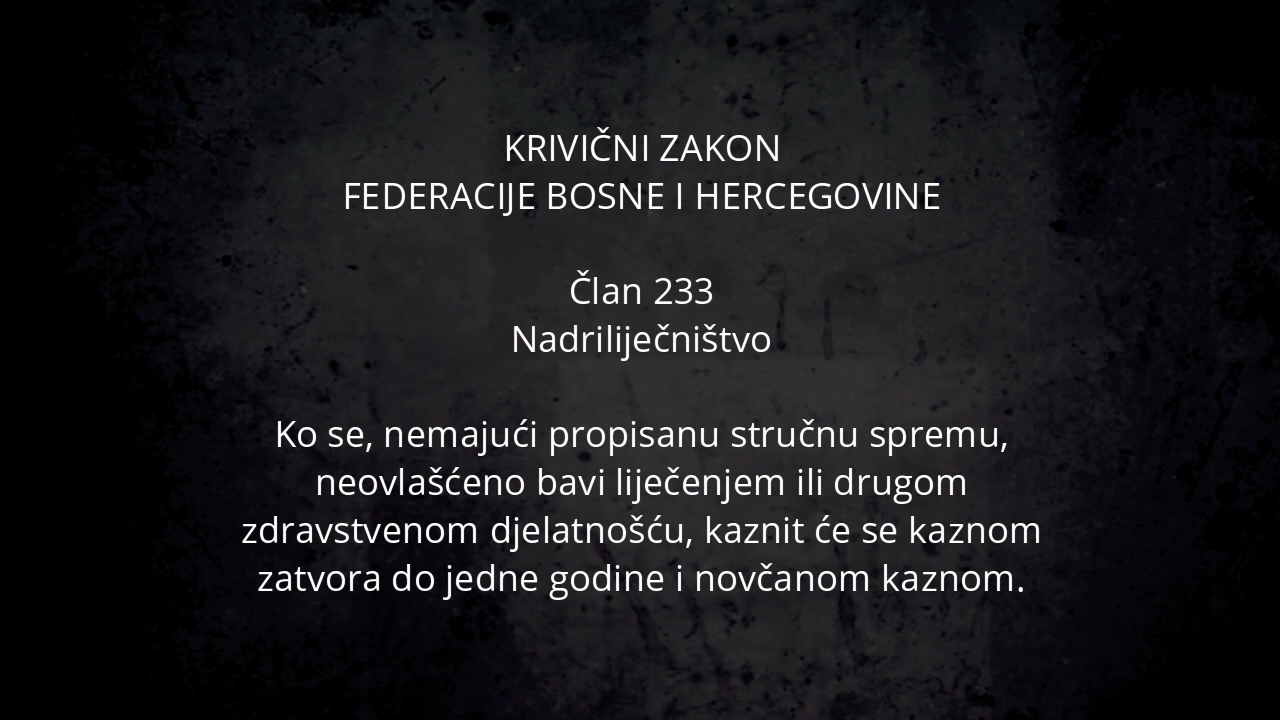 KRIVIČNI ZAKON
FEDERACIJE BOSNE I HERCEGOVINE
Član 233
Nadriliječništvo
Ko se, nemajući propisanu stručnu spremu,
neovlašćeno bavi liječenjem ili drugom
zdravstvenom djelatnošću, kaznit će se kaznom
zatvora do jedne godine i novčanom kaznom.